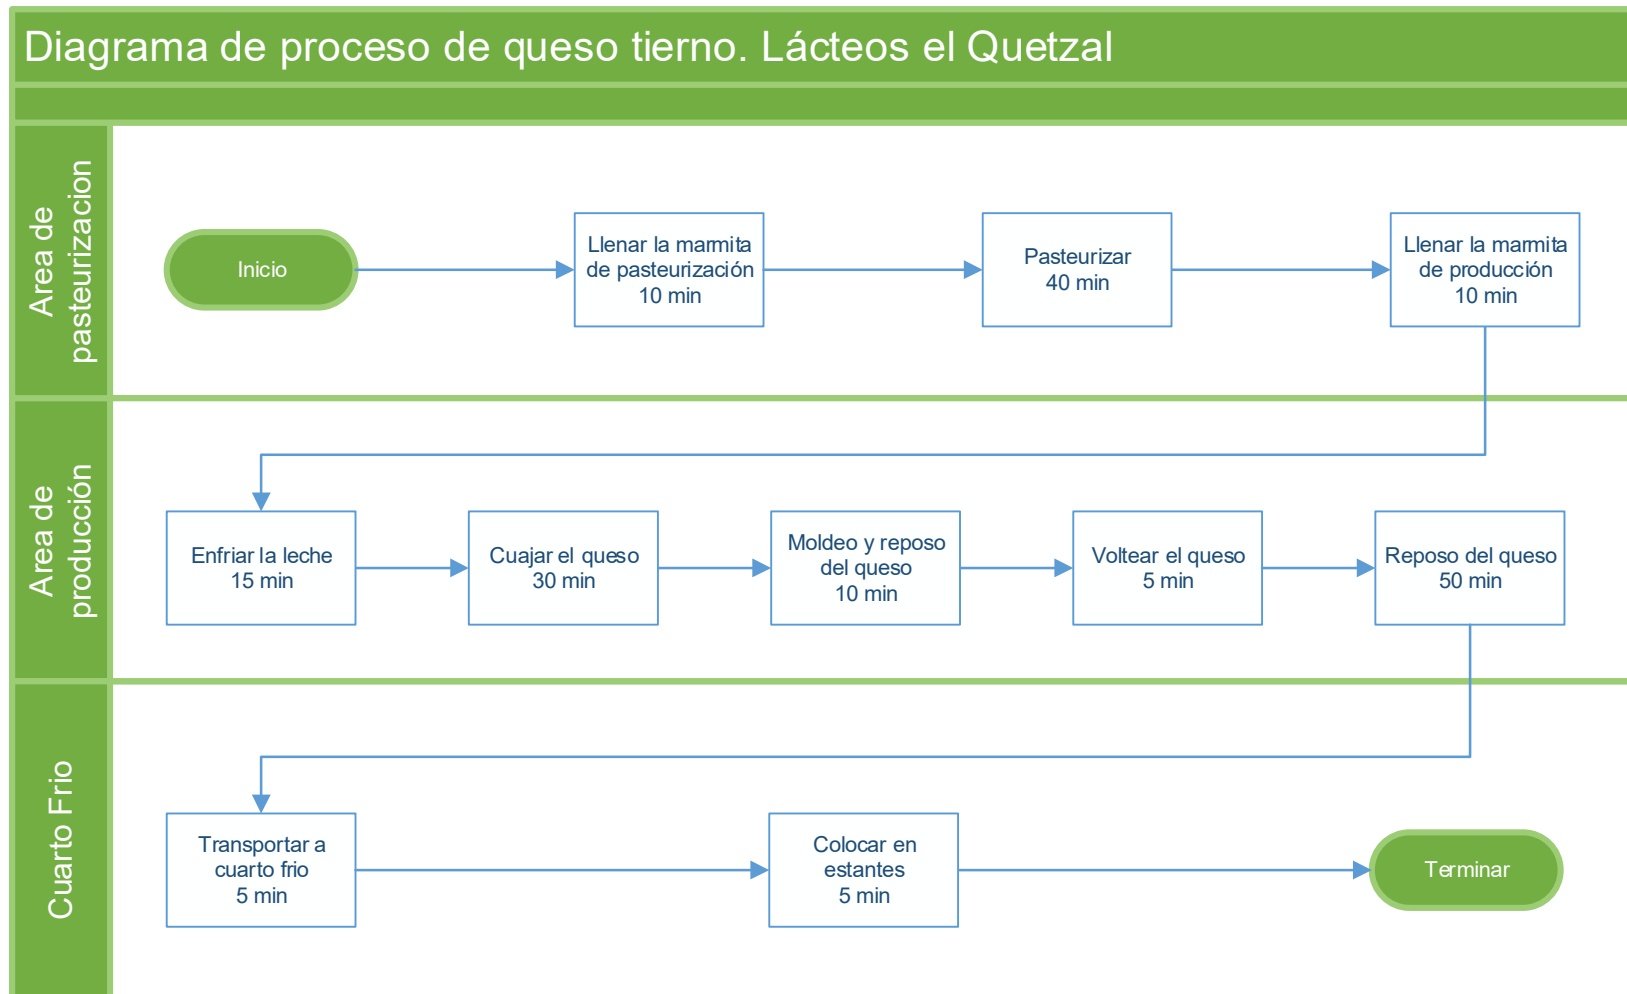 Diagrama de proceso de queso tierno. Lácteos el Quetzal
Area de
pasteurizacion
Inicio
Llenar la marmita
de pasteurización
10 min
Pasteurizar
40 min
Llenar la marmita
de producción
10 min
Area de
producción
Enfriar la leche
15 min
Cuajar el queso
30 min
Moldeo y reposo
del queso
10 min
Voltear el queso
5 min
Reposo del queso
50 min
Cuarto Frio
Transportar a
cuarto frio
5 min
Colocar en
estantes
5 min
Terminar